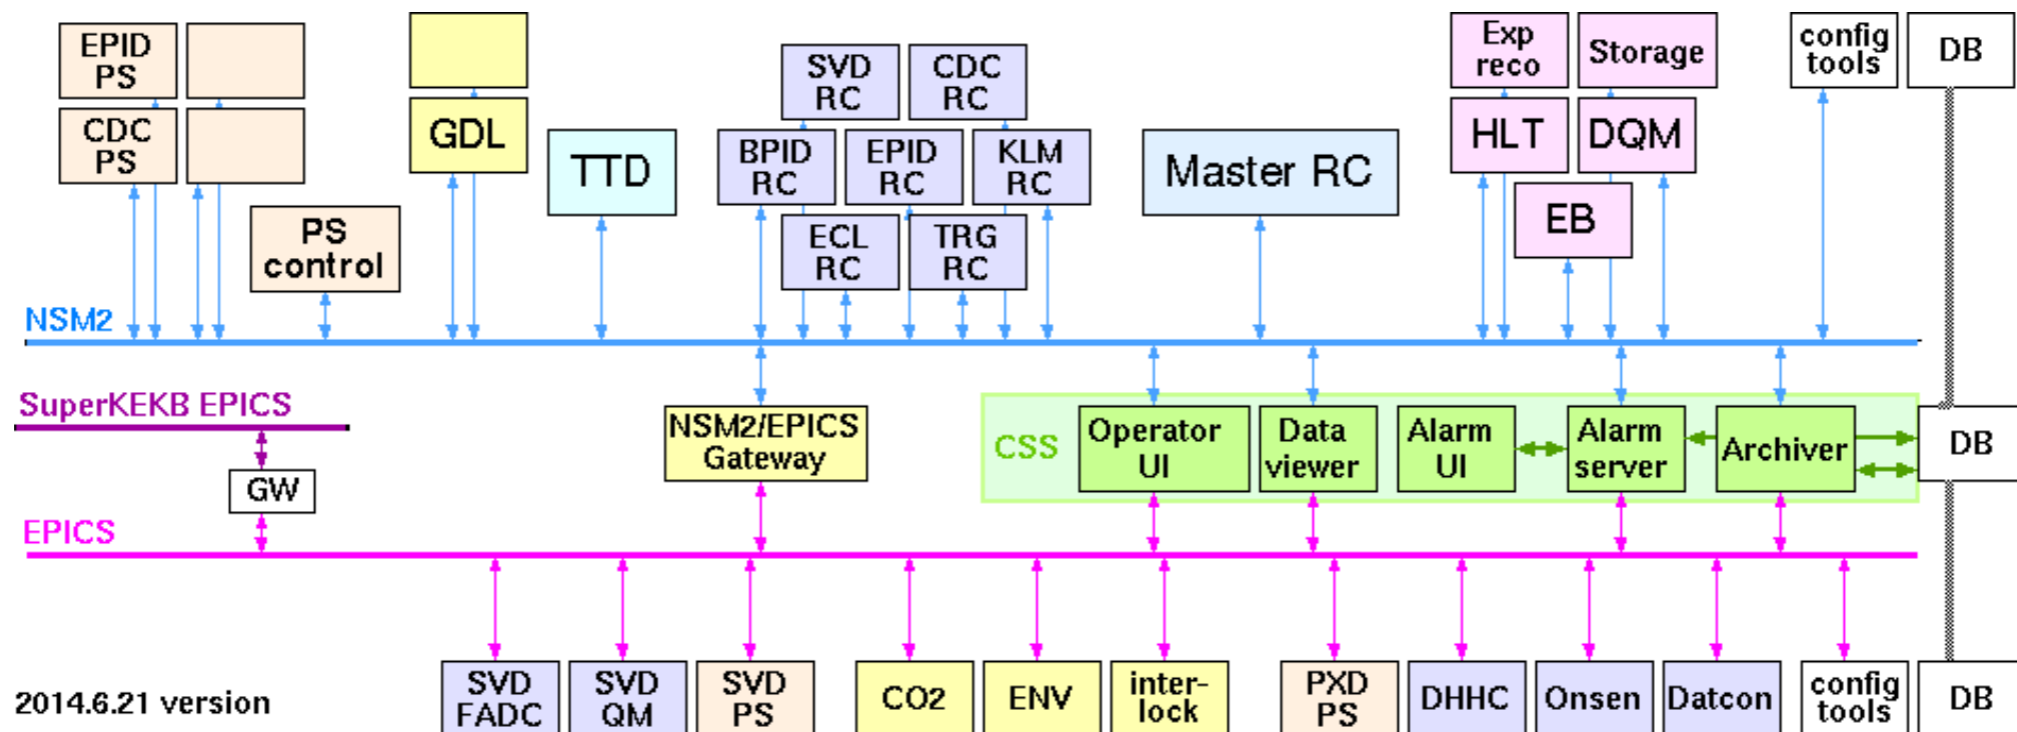 EPID
PS
CDC
PS
PS
control
GDL
TTD
SVD
RC
CDC
RC
BPID
RC
EPID
RC
KLM
RC
ECL
RC
TRG
RC
Master RC
Exp
reco
Storage
HLT
DQM
EB
config
tools
DB
NSM2
SuperKEKB EPICS
GW
NSM2/EPICS
Gateway
CSS
Operator
UI
Data
viewer
Alarm
UI
Alarm
server
Archiver
DB
EPICS
2014.6.21 version
SVD
FADC
SVD
QM
SVD
PS
CO2
ENV
inter-
lock
PXD
PS
DHHC
Onsen
Datcon
config
tools
DB